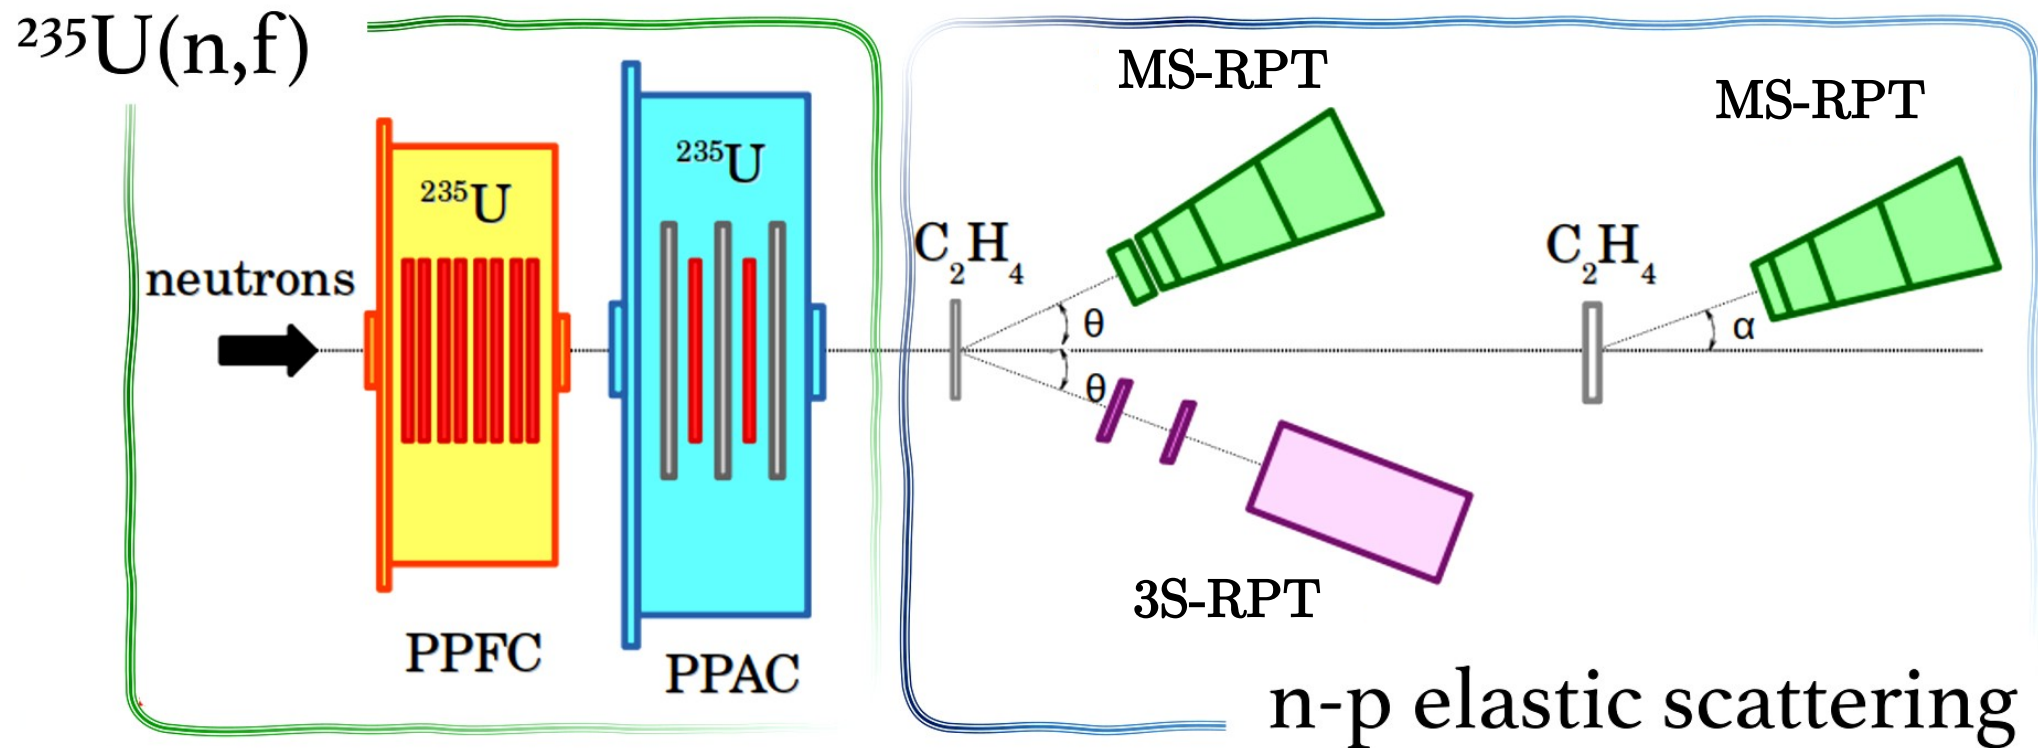 ²³⁵U(n,f)
MS-RPT
MS-RPT
²³⁵U
²³⁵U
C₂H₄
C₂H₄
neutrons
θ
α
θ
3S-RPT
PPFC
PPAC
n-p elastic scattering